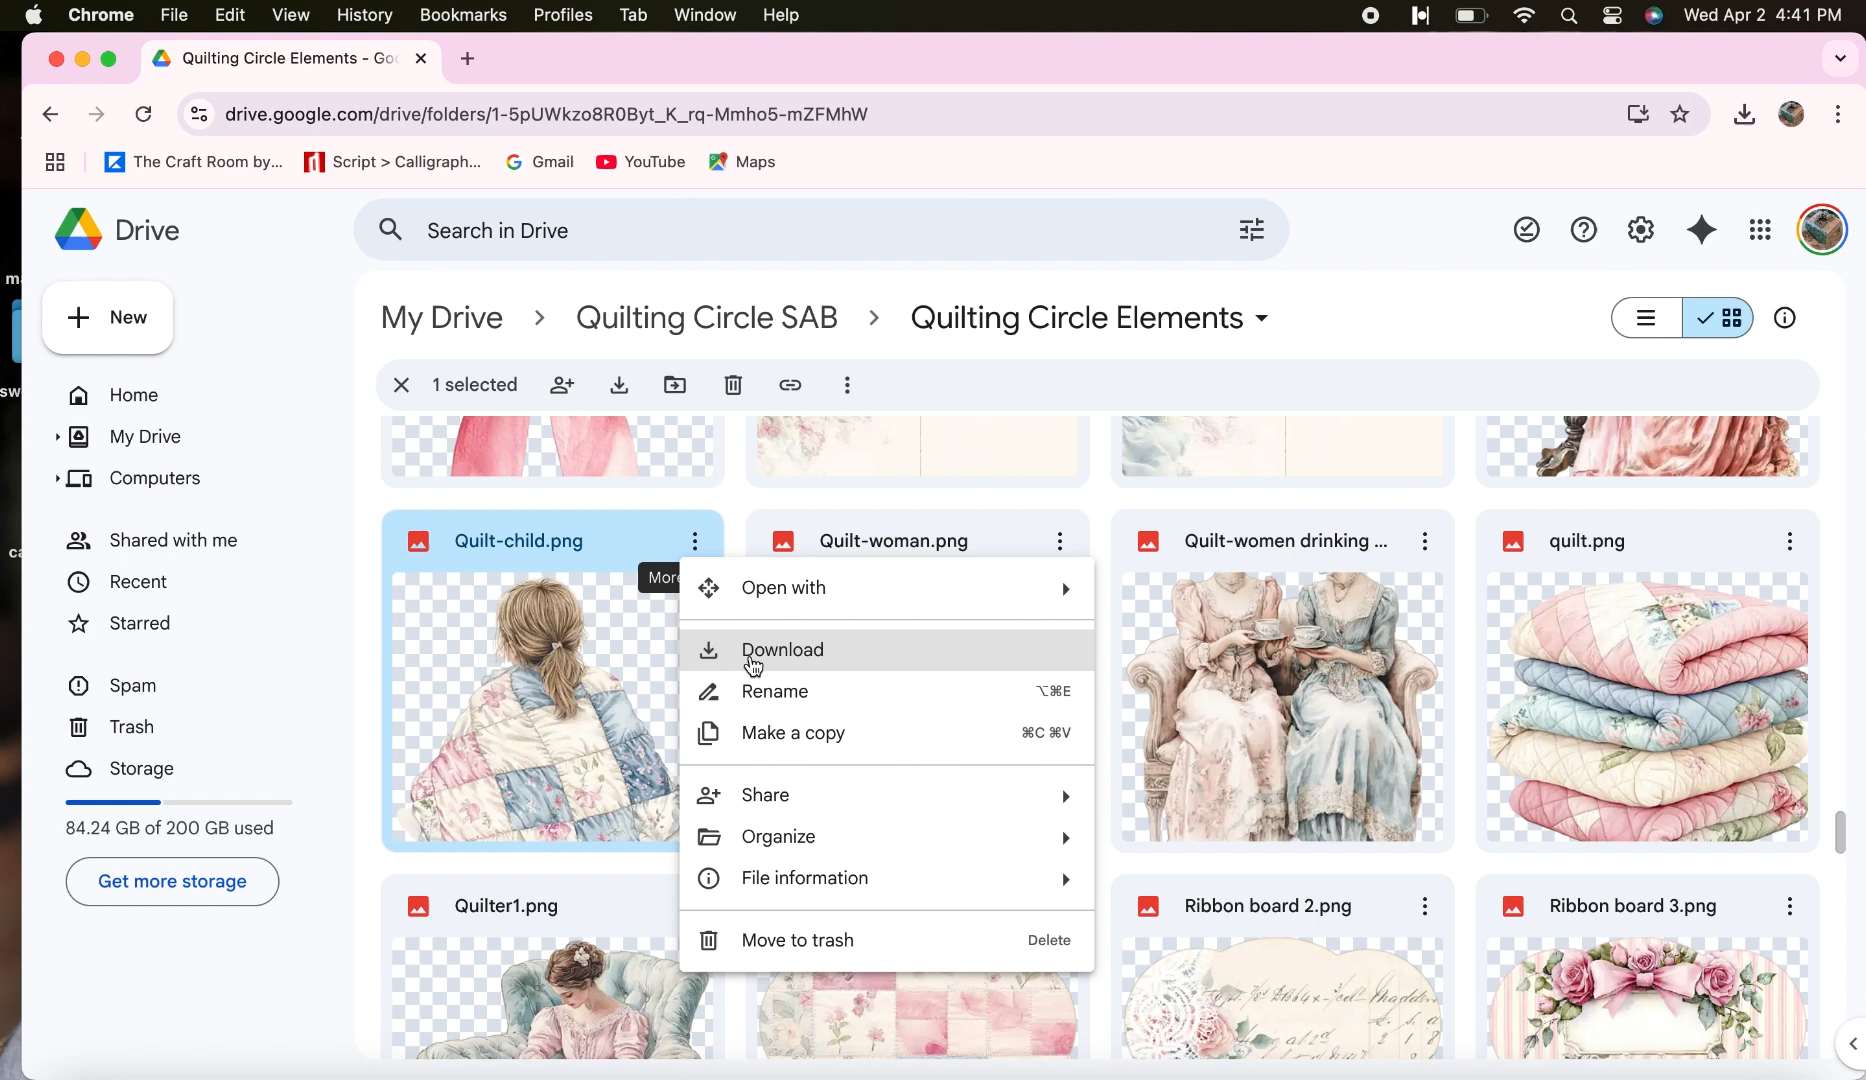 Chrome File Edit View History Bookmarks Profiles Tab Window Help Wed Apr 2 4:41 PM
Quilting Circle Elements - Goo
drive.google.com/drive/folders/1-5pUWkzo8R0Byt_K_rq-Mmho5-mZFMhW
The Craft Room by... Script > Calligraph... Gmail YouTube Maps
Drive
Search in Drive
New
My Drive > Quilting Circle SAB > Quilting Circle Elements
1 selected
Home
My Drive
Computers
Shared with me
Recent
Starred
Spam
Trash
Storage
84.24 GB of 200 GB used
Get more storage
Quilt-child.png
Quilt-woman.png
Quilt-women drinking ...
quilt.png
More
Open with
Download
Rename ⌥⌘E
Make a copy ⌘C ⌘V
Share
Organize
File information
Move to trash Delete
Quilter1.png
Ribbon board 2.png
Ribbon board 3.png